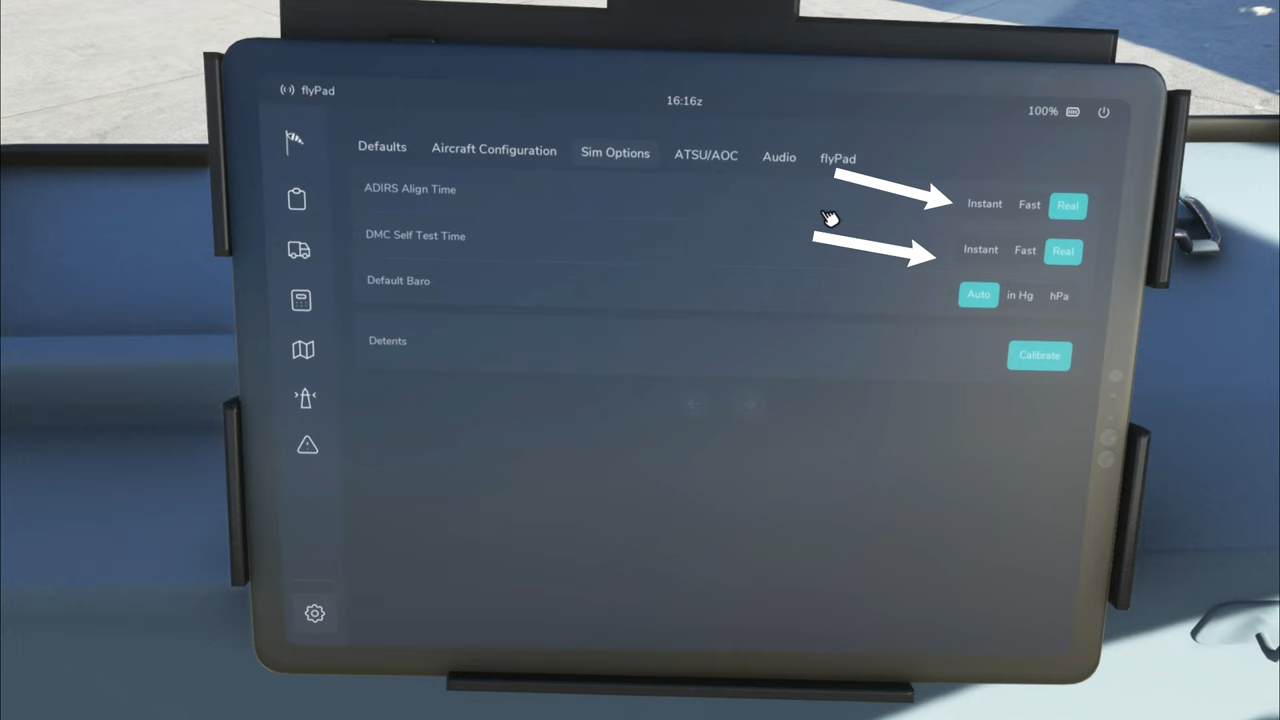 flyPad
16:16z
100%
Defaults Aircraft Configuration Sim Options ATSU/AOC Audio flyPad
ADIRS Align Time Instant Fast Real
DMC Self Test Time Instant Fast Real
Default Baro Auto in Hg hPa
Detents Calibrate